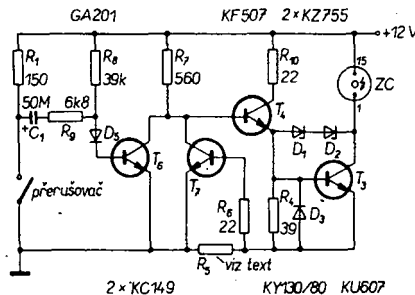 GA201 KF507 2×KZ755
+12 V
R1 150
R8 39k
R7 560
R10 22
15
ZC
1
50M
+C1
6k8
R9
D5
T6
T7
T4
D1
D2
T3
přerušovač
R6 22
R4 39
D3
R5 viz text
2×KC149 KY130/80 KU607